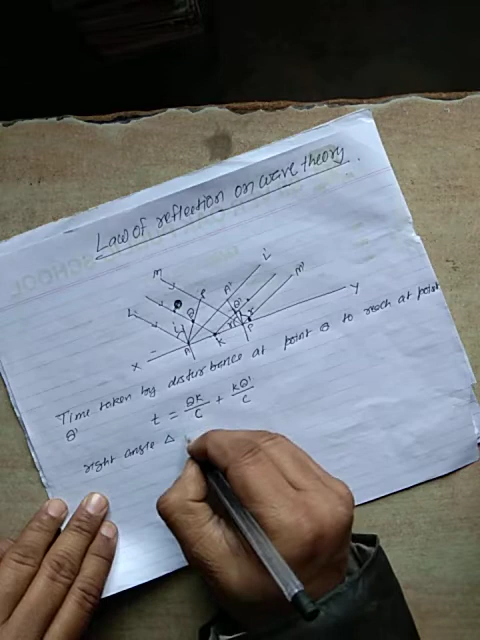 Law of reflection on wave theory.
m
L
P
A'
L'
M'
Q
Q'
i
r
X
A
K
P'
Y
Time taken by disturbance at point Q to reach at point
Q'
t = QK/C + KQ'/C
right angle Δ
SCHOOL